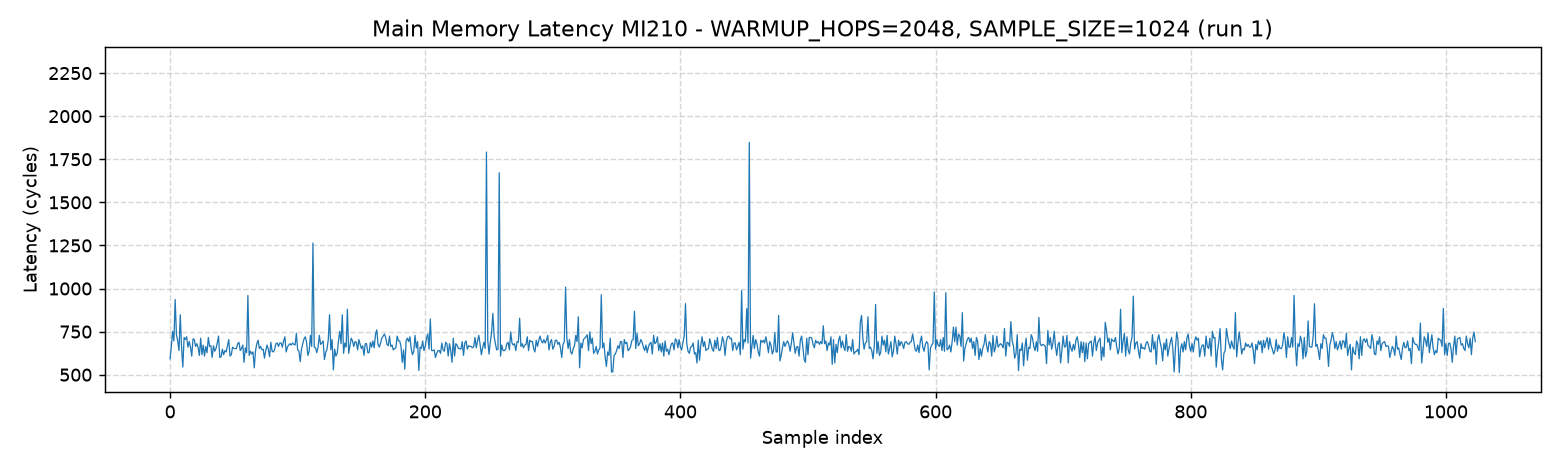 Main Memory Latency MI210 - WARMUP_HOPS=2048, SAMPLE_SIZE=1024 (run 1)
Latency (cycles)
2250
2000
1750
1500
1250
1000
750
500
0 200 400 600 800 1000
Sample index